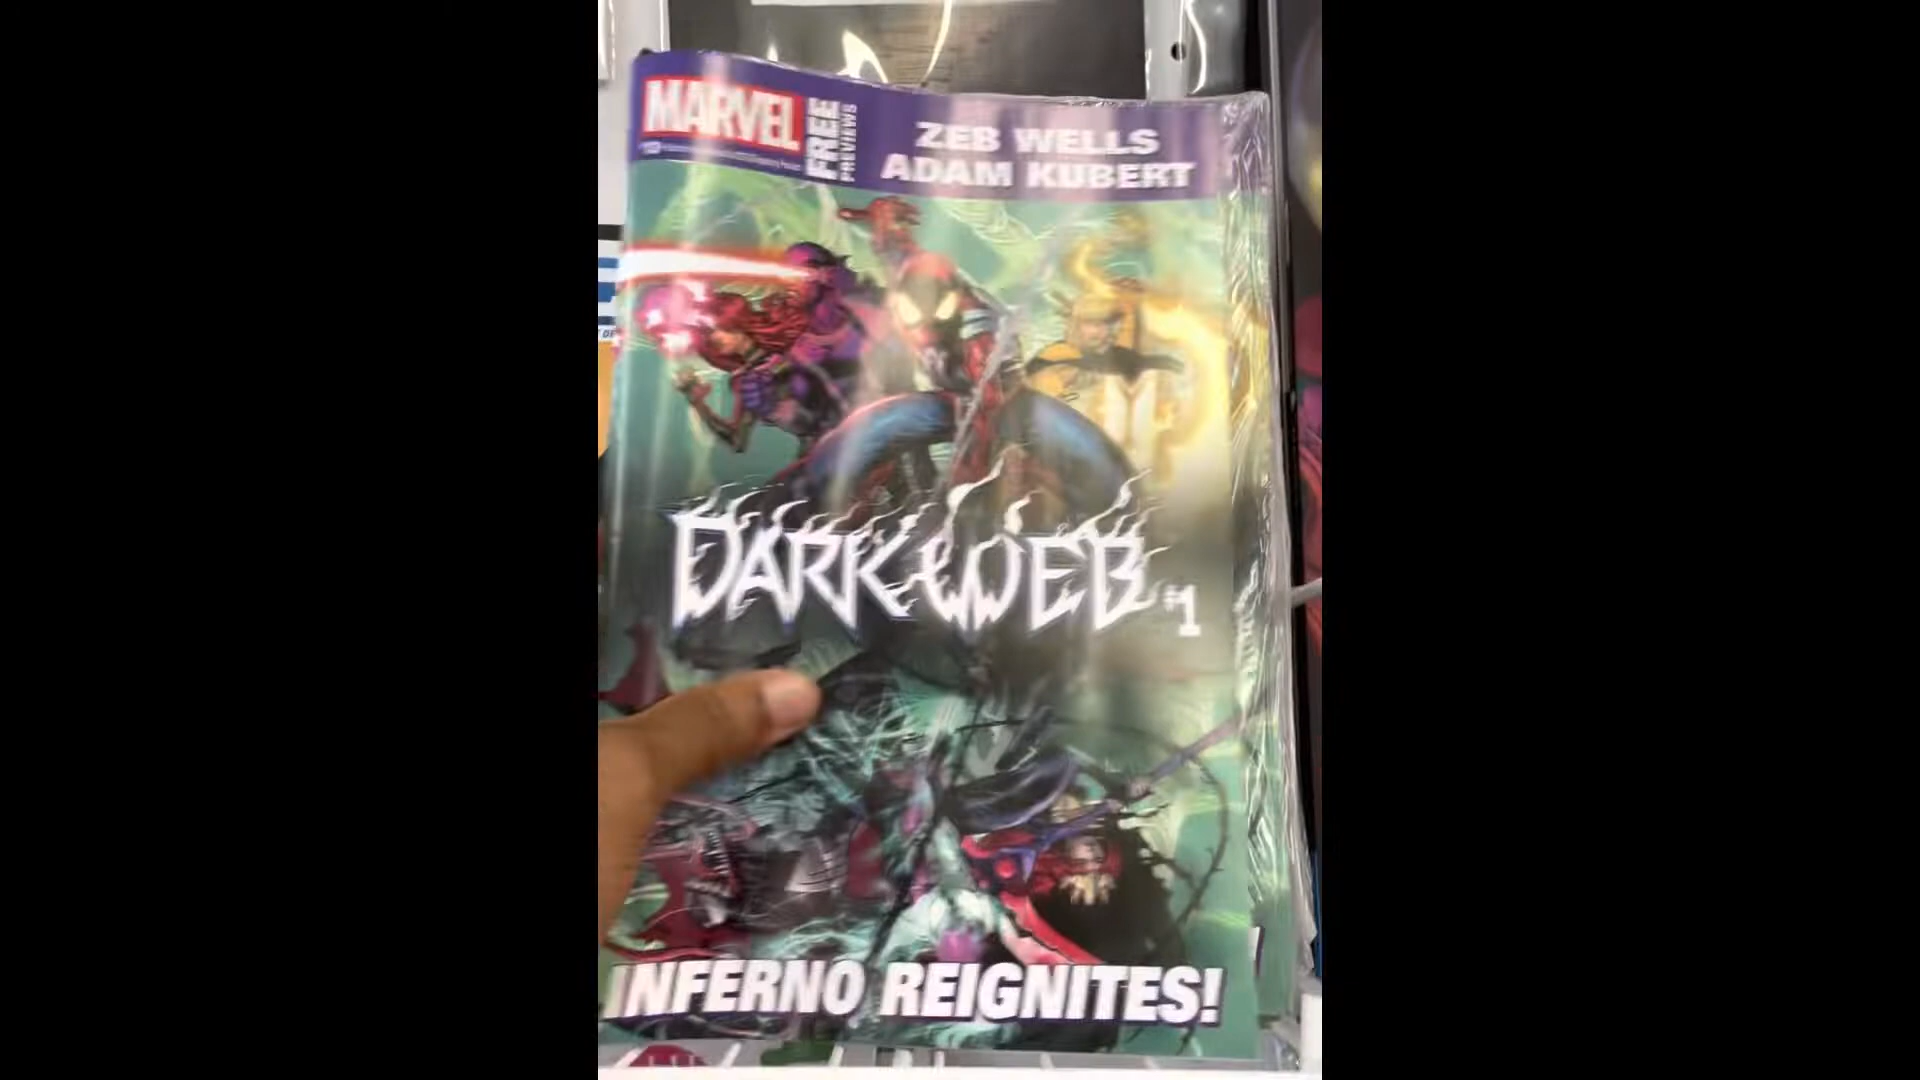 MARVEL
FREE
PREVIEWS
ZEB WELLS
ADAM KUBERT
DARK WEB #1
INFERNO REIGNITES!